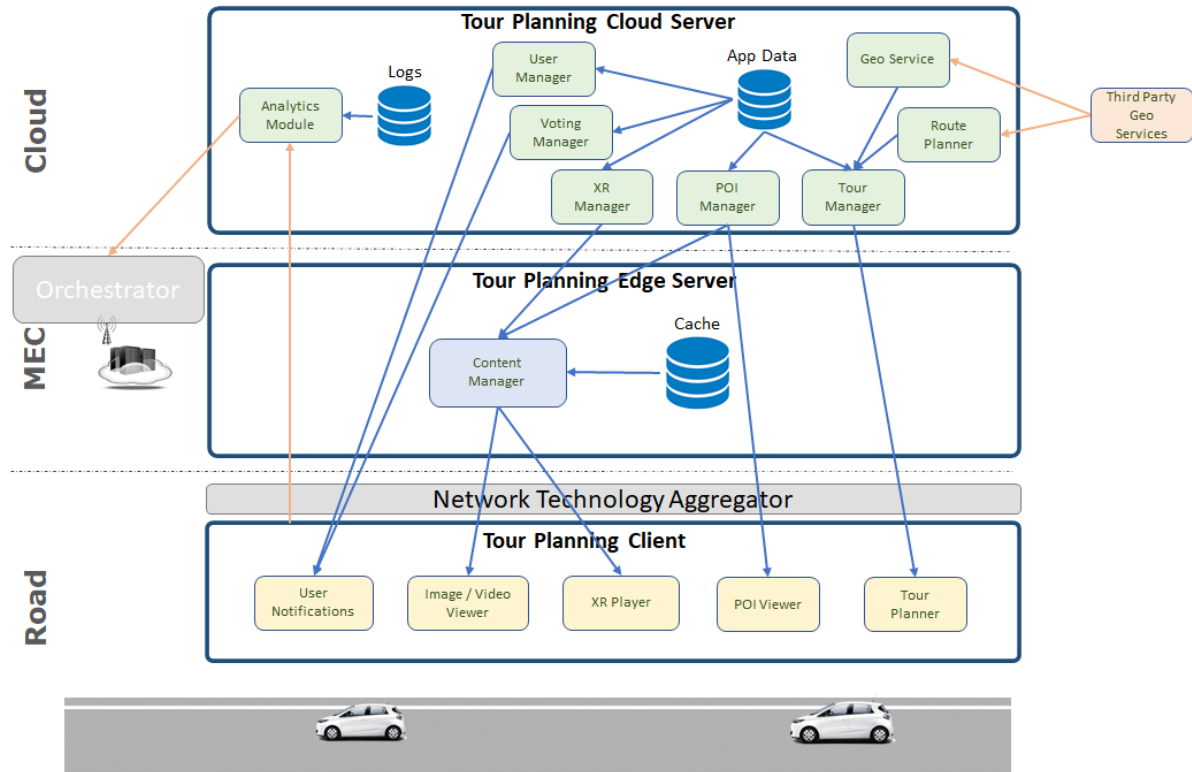 Tour Planning Cloud Server
User
Manager
App Data
Geo Service
Logs
Analytics
Module
Voting
Manager
Route
Planner
Third Party
Geo
Services
XR
Manager
POI
Manager
Tour
Manager
Cloud
Orchestrator
Tour Planning Edge Server
Cache
Content
Manager
MEC
Network Technology Aggregator
Tour Planning Client
User
Notifications
Image / Video
Viewer
XR Player
POI Viewer
Tour
Planner
Road